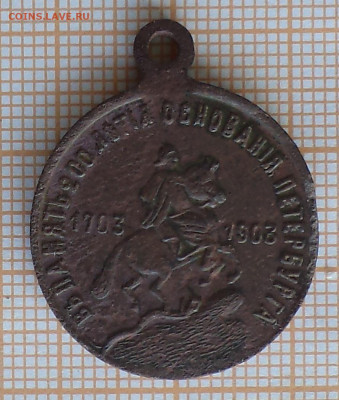 COINS.LAVE.RU
ВЪ ПАМЯТЬ 200 ЛѢТІЯ ОСНОВАНІЯ ПЕТЕРБУРГА
1703 1903